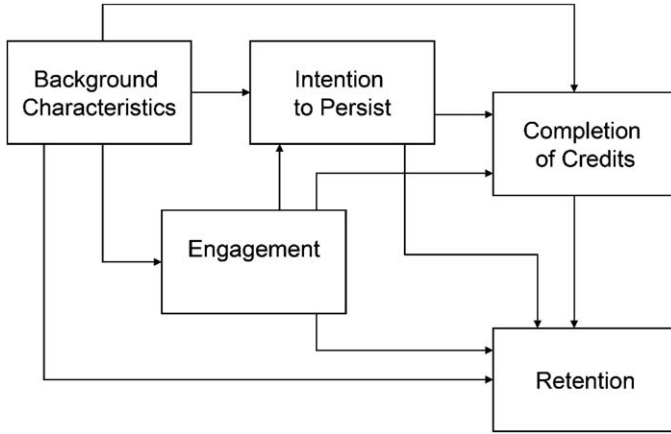 Background
Characteristics
Intention
to Persist
Completion
of Credits
Engagement
Retention